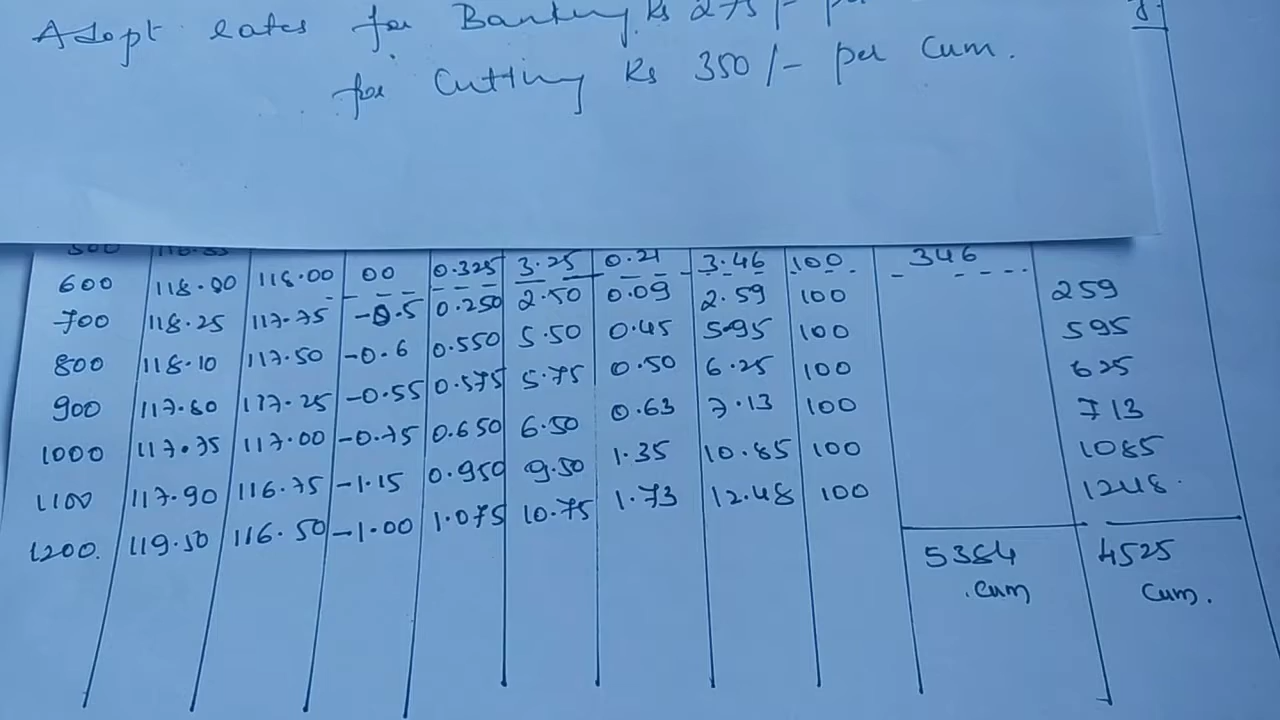 Adopt rates for Banking Rs 275/- per
for Cutting Rs 350/- per Cum.
0.325 3.25 0.21 3.46 100 346
600 118.00 118.00 00 0.250 2.50 0.09 2.59 100 259
700 118.25 117.75 -0.5 0.550 5.50 0.45 5.95 100 595
800 118.10 117.50 -0.6 0.575 5.75 0.50 6.25 100 625
900 117.80 117.25 -0.55 0.650 6.50 0.63 7.13 100 713
1000 117.75 117.00 -0.75 0.950 9.50 1.35 10.85 100 1085
1100 117.90 116.75 -1.15 1.075 10.75 1.73 12.48 100 1248
1200. 119.50 116.50 -1.00
5384 4525
cum Cum.